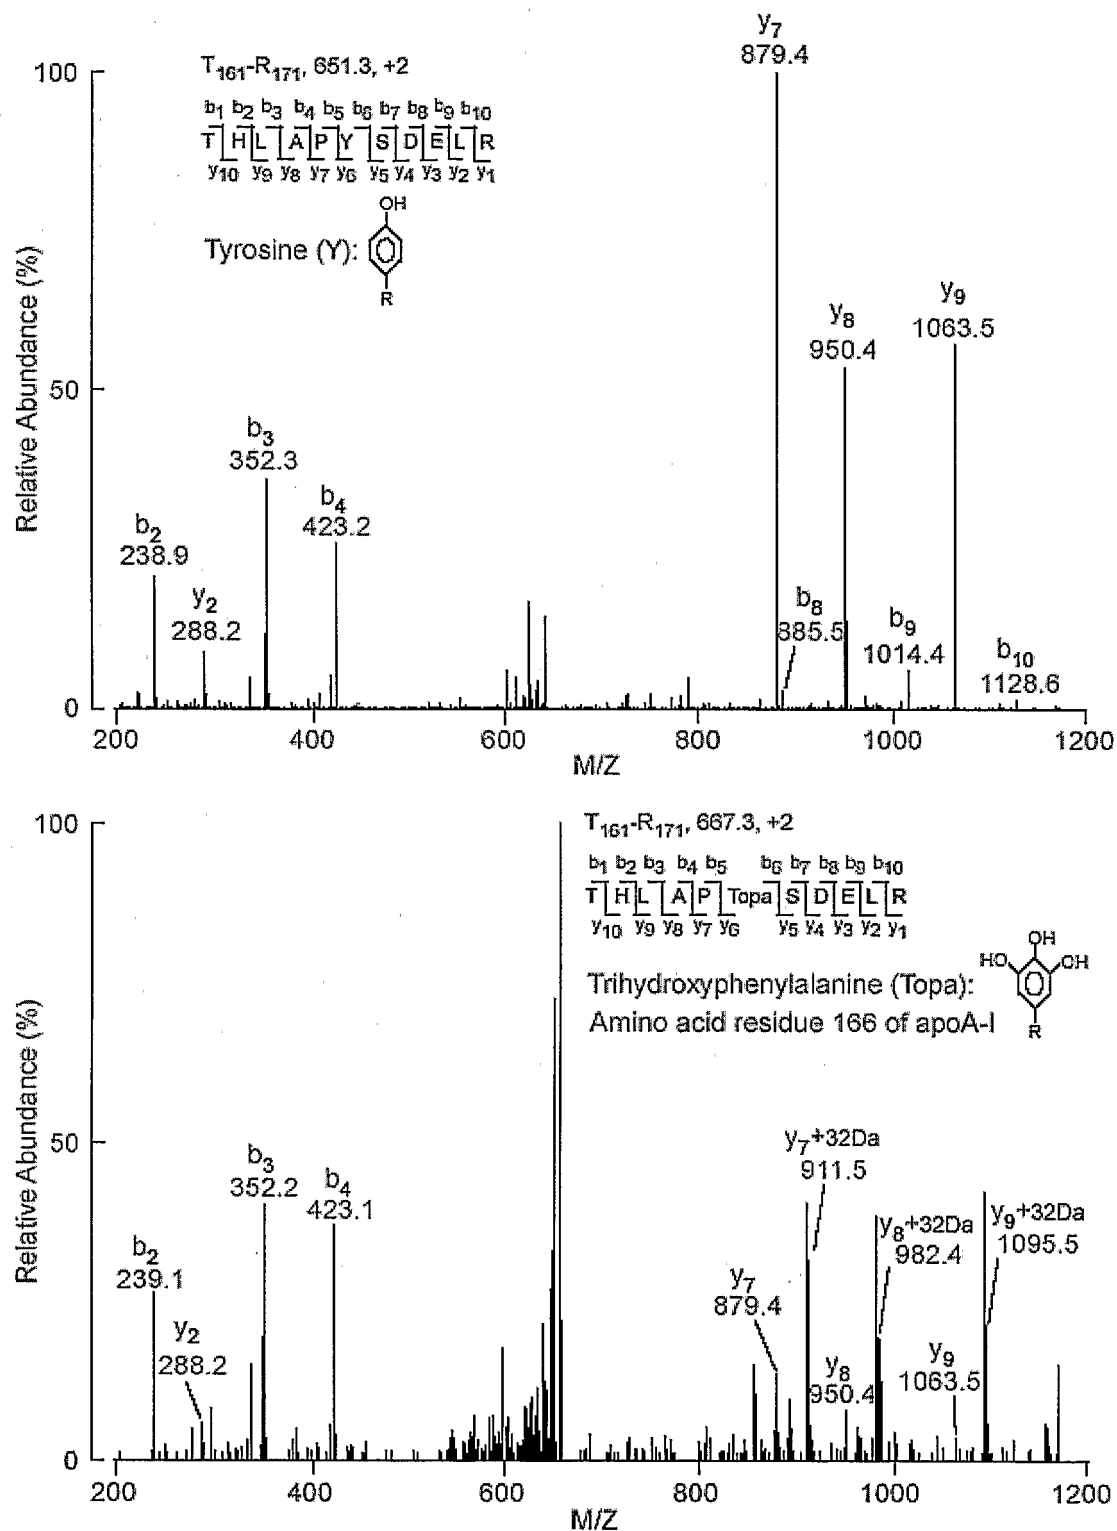 y7
879.4
100
T161-R171, 651.3, +2
b1 b2 b3 b4 b5 b6 b7 b8 b9 b10
T H L A P Y S D E L R
y10 y9 y8 y7 y6 y5 y4 y3 y2 y1
OH
Tyrosine (Y):
R
y9
1063.5
y8
950.4
50
b3
352.3
b4
423.2
b2
238.9
y2
288.2
b8
885.5
b9
1014.4
b10
1128.6
0
200 400 600 800 1000 1200
M/Z
Relative Abundance (%)
100
T161-R171, 667.3, +2
b1 b2 b3 b4 b5 b6 b7 b8 b9 b10
T H L A P Topa S D E L R
y10 y9 y8 y7 y6 y5 y4 y3 y2 y1
OH
HO OH
Trihydroxyphenylalanine (Topa):
Amino acid residue 166 of apoA-I
R
50
y7+32Da
911.5
b3
352.2
b4
423.1
y8+32Da
982.4
y9+32Da
1095.5
b2
239.1
y7
879.4
y2
288.2
y8
950.4
y9
1063.5
0
200 400 600 800 1000 1200
M/Z
Relative Abundance (%)